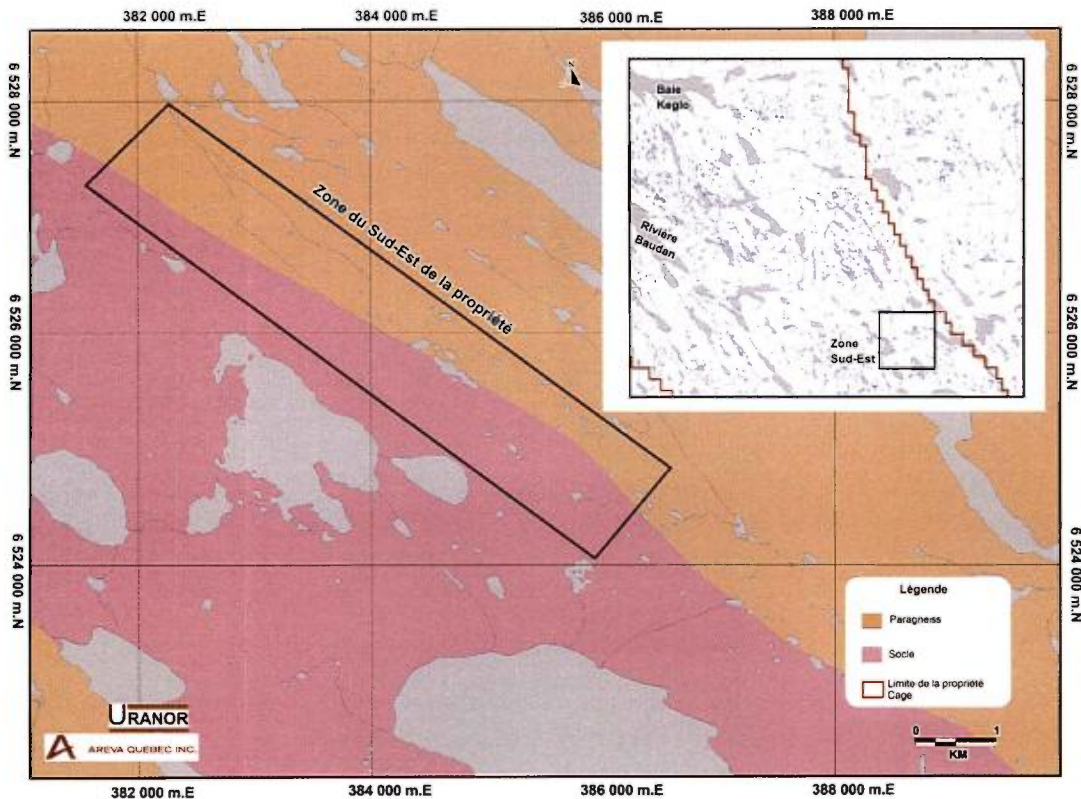 382 000 m.E
384 000 m.E
386 000 m.E
388 000 m.E
6 528 000 m.N
6 528 000 m.N
N
Baie
Keglo
Rivière
Baudan
Zone
Sud-Est
Zone du Sud-Est de la propriété
6 526 000 m.N
6 526 000 m.N
6 524 000 m.N
6 524 000 m.N
Légende
Paragneiss
Socle
Limite de la propriété
Cage
URANOR
AREVA QUÉBEC INC.
0 1
KM
382 000 m.E
384 000 m.E
386 000 m.E
388 000 m.E